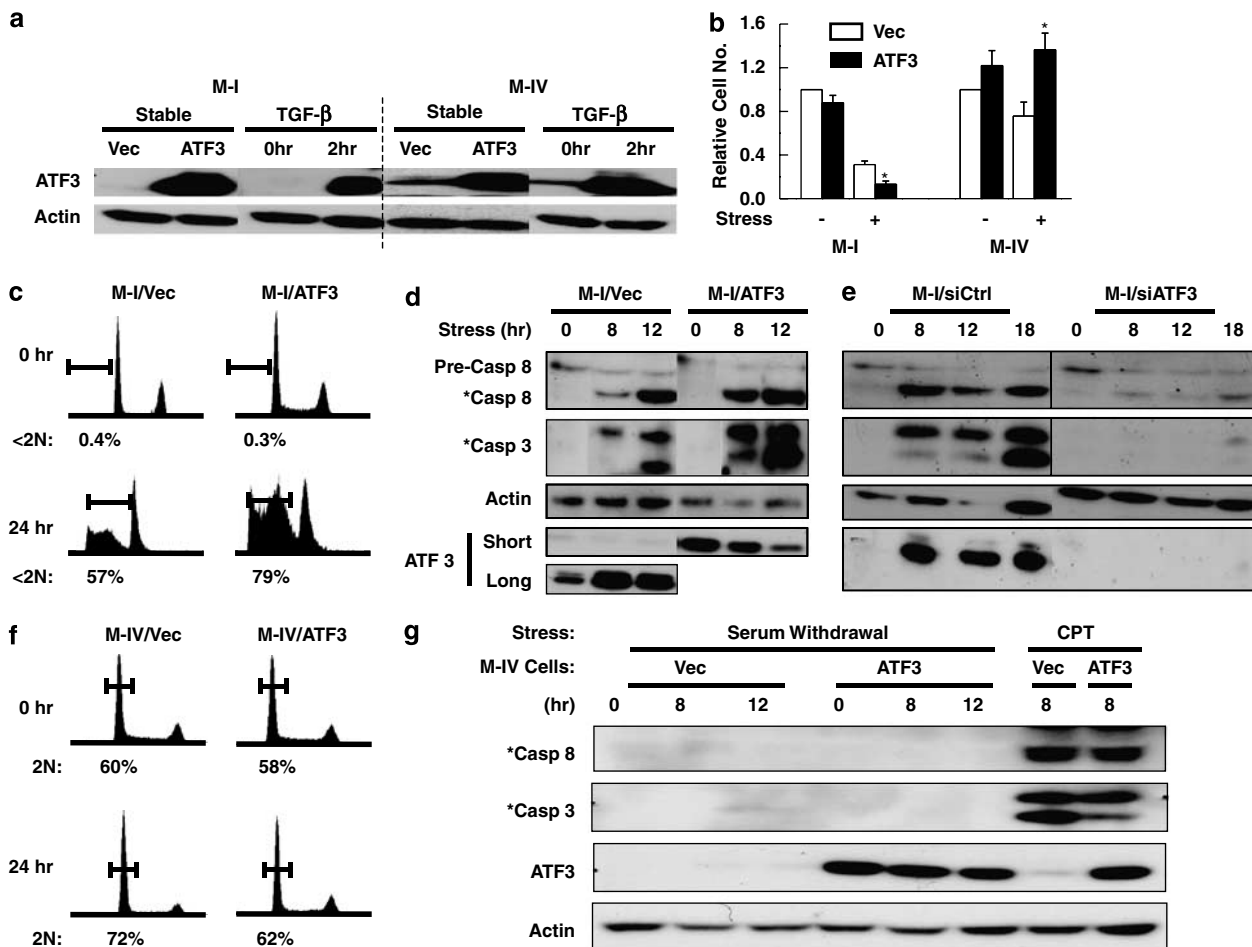 a
M-I
M-IV
Stable
TGF-β
Stable
TGF-β
Vec
ATF3
0hr
2hr
Vec
ATF3
0hr
2hr
ATF3
Actin
b
Relative Cell No.
1.6
1.2
0.8
0.4
0.0
Vec
ATF3
*
*
Stress
-
+
-
+
M-I
M-IV
c
M-I/Vec
M-I/ATF3
0 hr
<2N:
0.4%
0.3%
24 hr
<2N:
57%
79%
d
M-I/Vec
M-I/ATF3
Stress (hr)
0
8
12
0
8
12
Pre-Casp 8
*Casp 8
*Casp 3
Actin
ATF 3
Short
Long
e
M-I/siCtrl
M-I/siATF3
0
8
12
18
0
8
12
18
f
M-IV/Vec
M-IV/ATF3
0 hr
2N:
60%
58%
24 hr
2N:
72%
62%
g
Stress:
Serum Withdrawal
CPT
M-IV Cells:
Vec
ATF3
Vec
ATF3
(hr)
0
8
12
0
8
12
8
8
*Casp 8
*Casp 3
ATF3
Actin